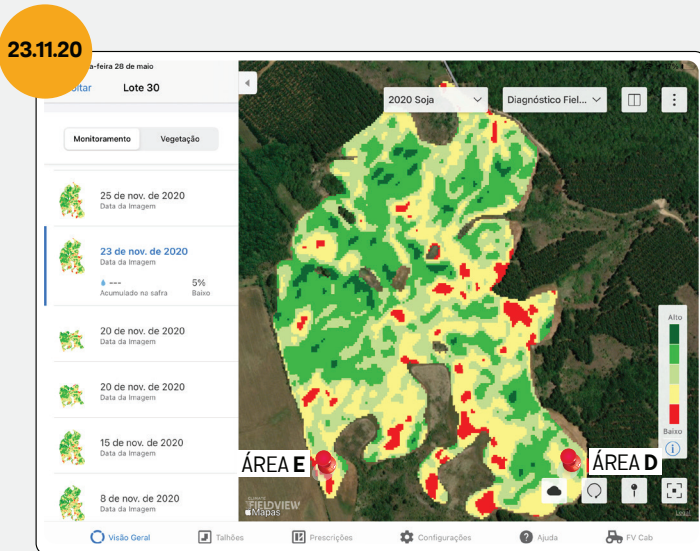 23.11.20
a-feira 28 de maio
oltar
Lote 30
2020 Soja
Diagnóstico Fiel...
Monitoramento
Vegetação
25 de nov. de 2020
Data da Imagem
23 de nov. de 2020
Data da Imagem
---
5%
Acumulado na safra
Baixo
20 de nov. de 2020
Data da Imagem
20 de nov. de 2020
Data da Imagem
15 de nov. de 2020
Data da Imagem
8 de nov. de 2020
Data da Imagem
Alto
Baixo
ÁREA E
ÁREA D
CLIMATE
FIELDVIEW
Mapas
Legal
Visão Geral
Talhões
Prescrições
Configurações
Ajuda
FV Cab